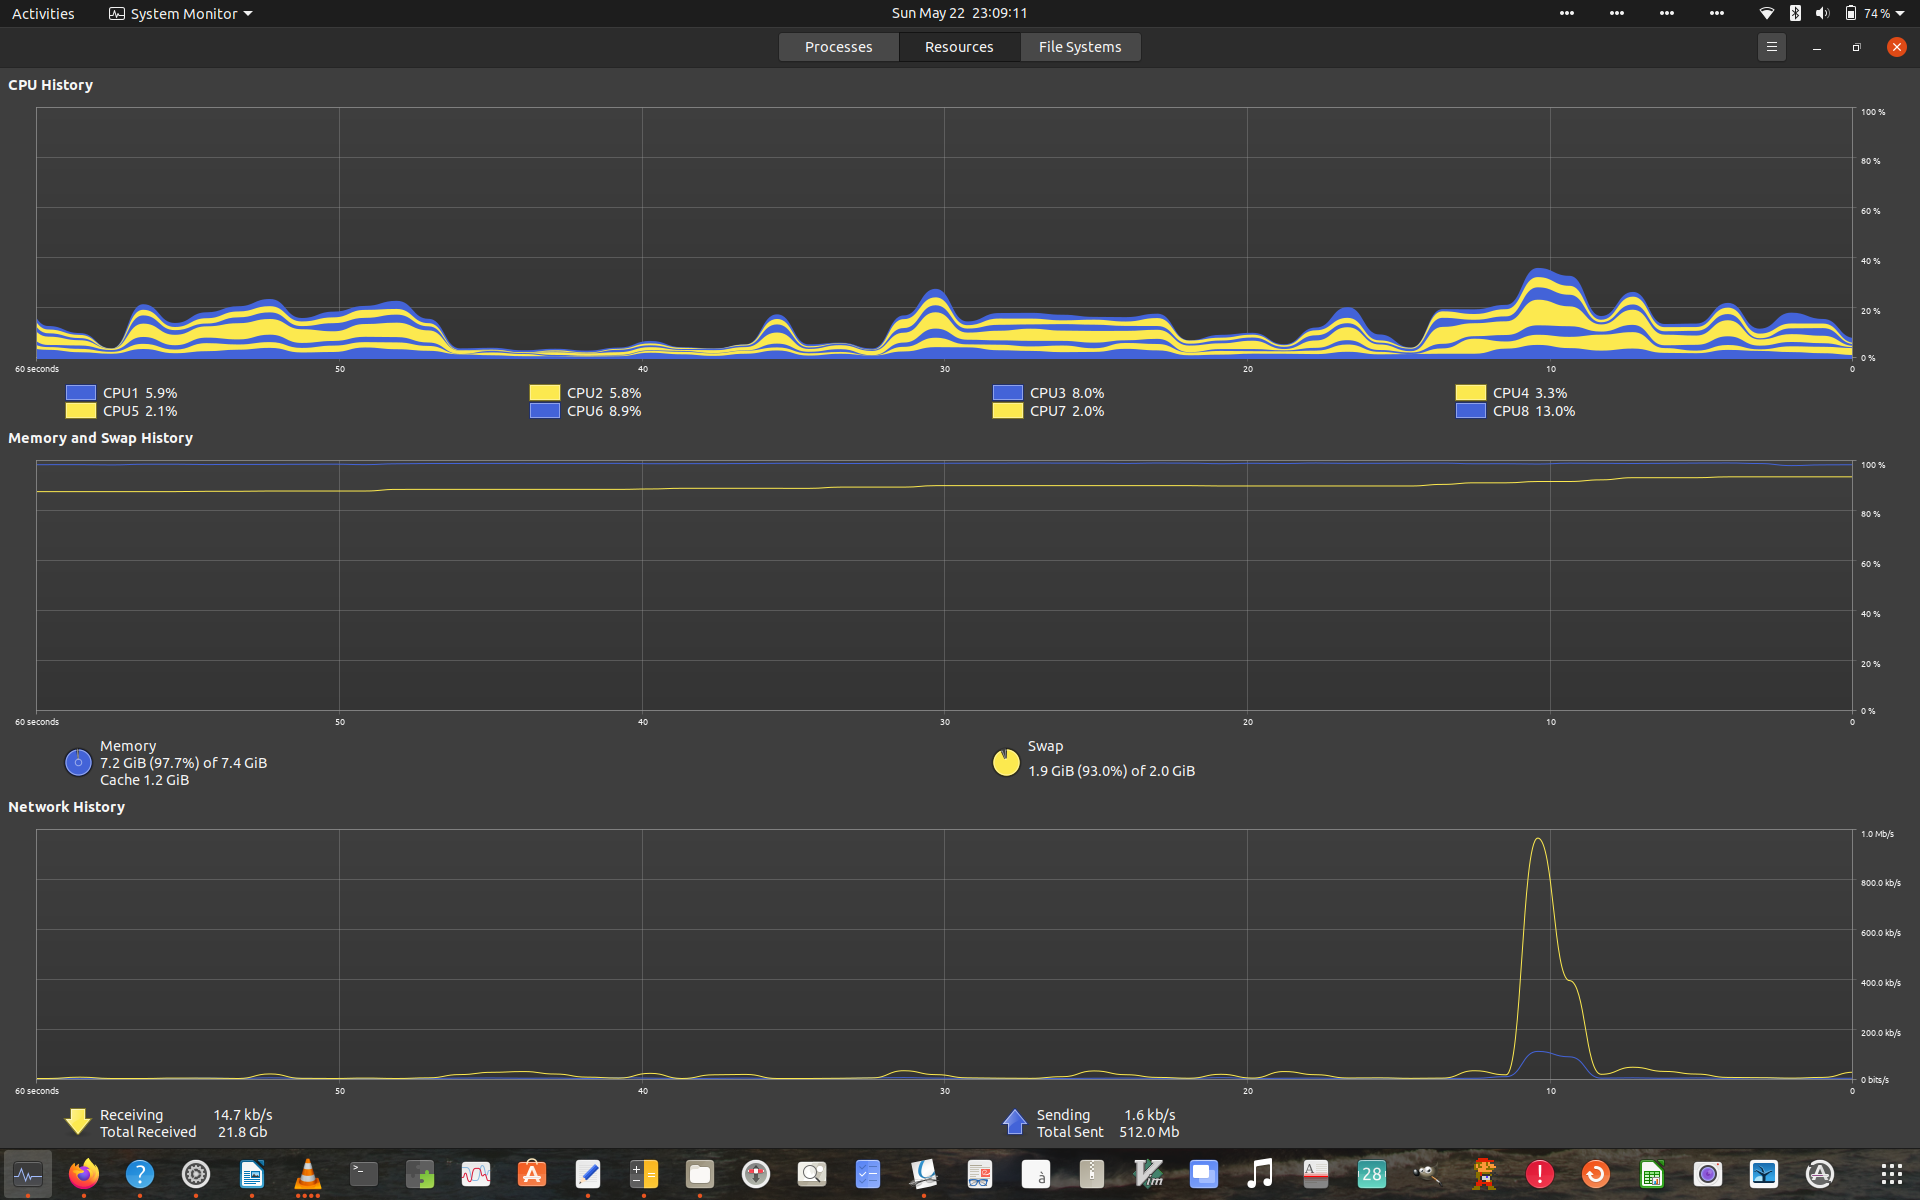 Activities System Monitor Sun May 22 23:09:11 74 %
Processes Resources File Systems
CPU History
100 %
80 %
60 %
40 %
20 %
0 %
60 seconds 50 40 30 20 10 0
CPU1 5.9% CPU2 5.8% CPU3 8.0% CPU4 3.3%
CPU5 2.1% CPU6 8.9% CPU7 2.0% CPU8 13.0%
Memory and Swap History
100 %
80 %
60 %
40 %
20 %
0 %
60 seconds 50 40 30 20 10 0
Memory Swap
7.2 GiB (97.7%) of 7.4 GiB 1.9 GiB (93.0%) of 2.0 GiB
Cache 1.2 GiB
Network History
1.0 Mb/s
800.0 kb/s
600.0 kb/s
400.0 kb/s
200.0 kb/s
0 bits/s
60 seconds 50 40 30 20 10 0
Receiving 14.7 kb/s Sending 1.6 kb/s
Total Received 21.8 Gb Total Sent 512.0 Mb
? >_ à Vim A 28 !